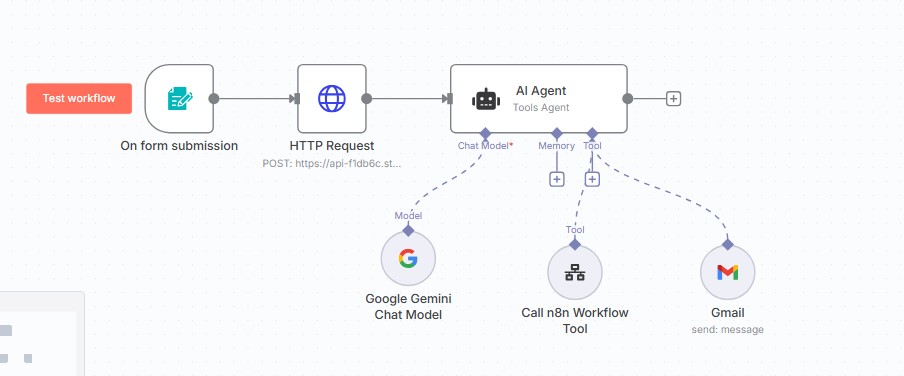 Test workflow
On form submission
HTTP Request
POST: https://api-f1db6c.st...
AI Agent
Tools Agent
Chat Model*
Memory
Tool
Model
Tool
Google Gemini
Chat Model
Call n8n Workflow
Tool
Gmail
send: message